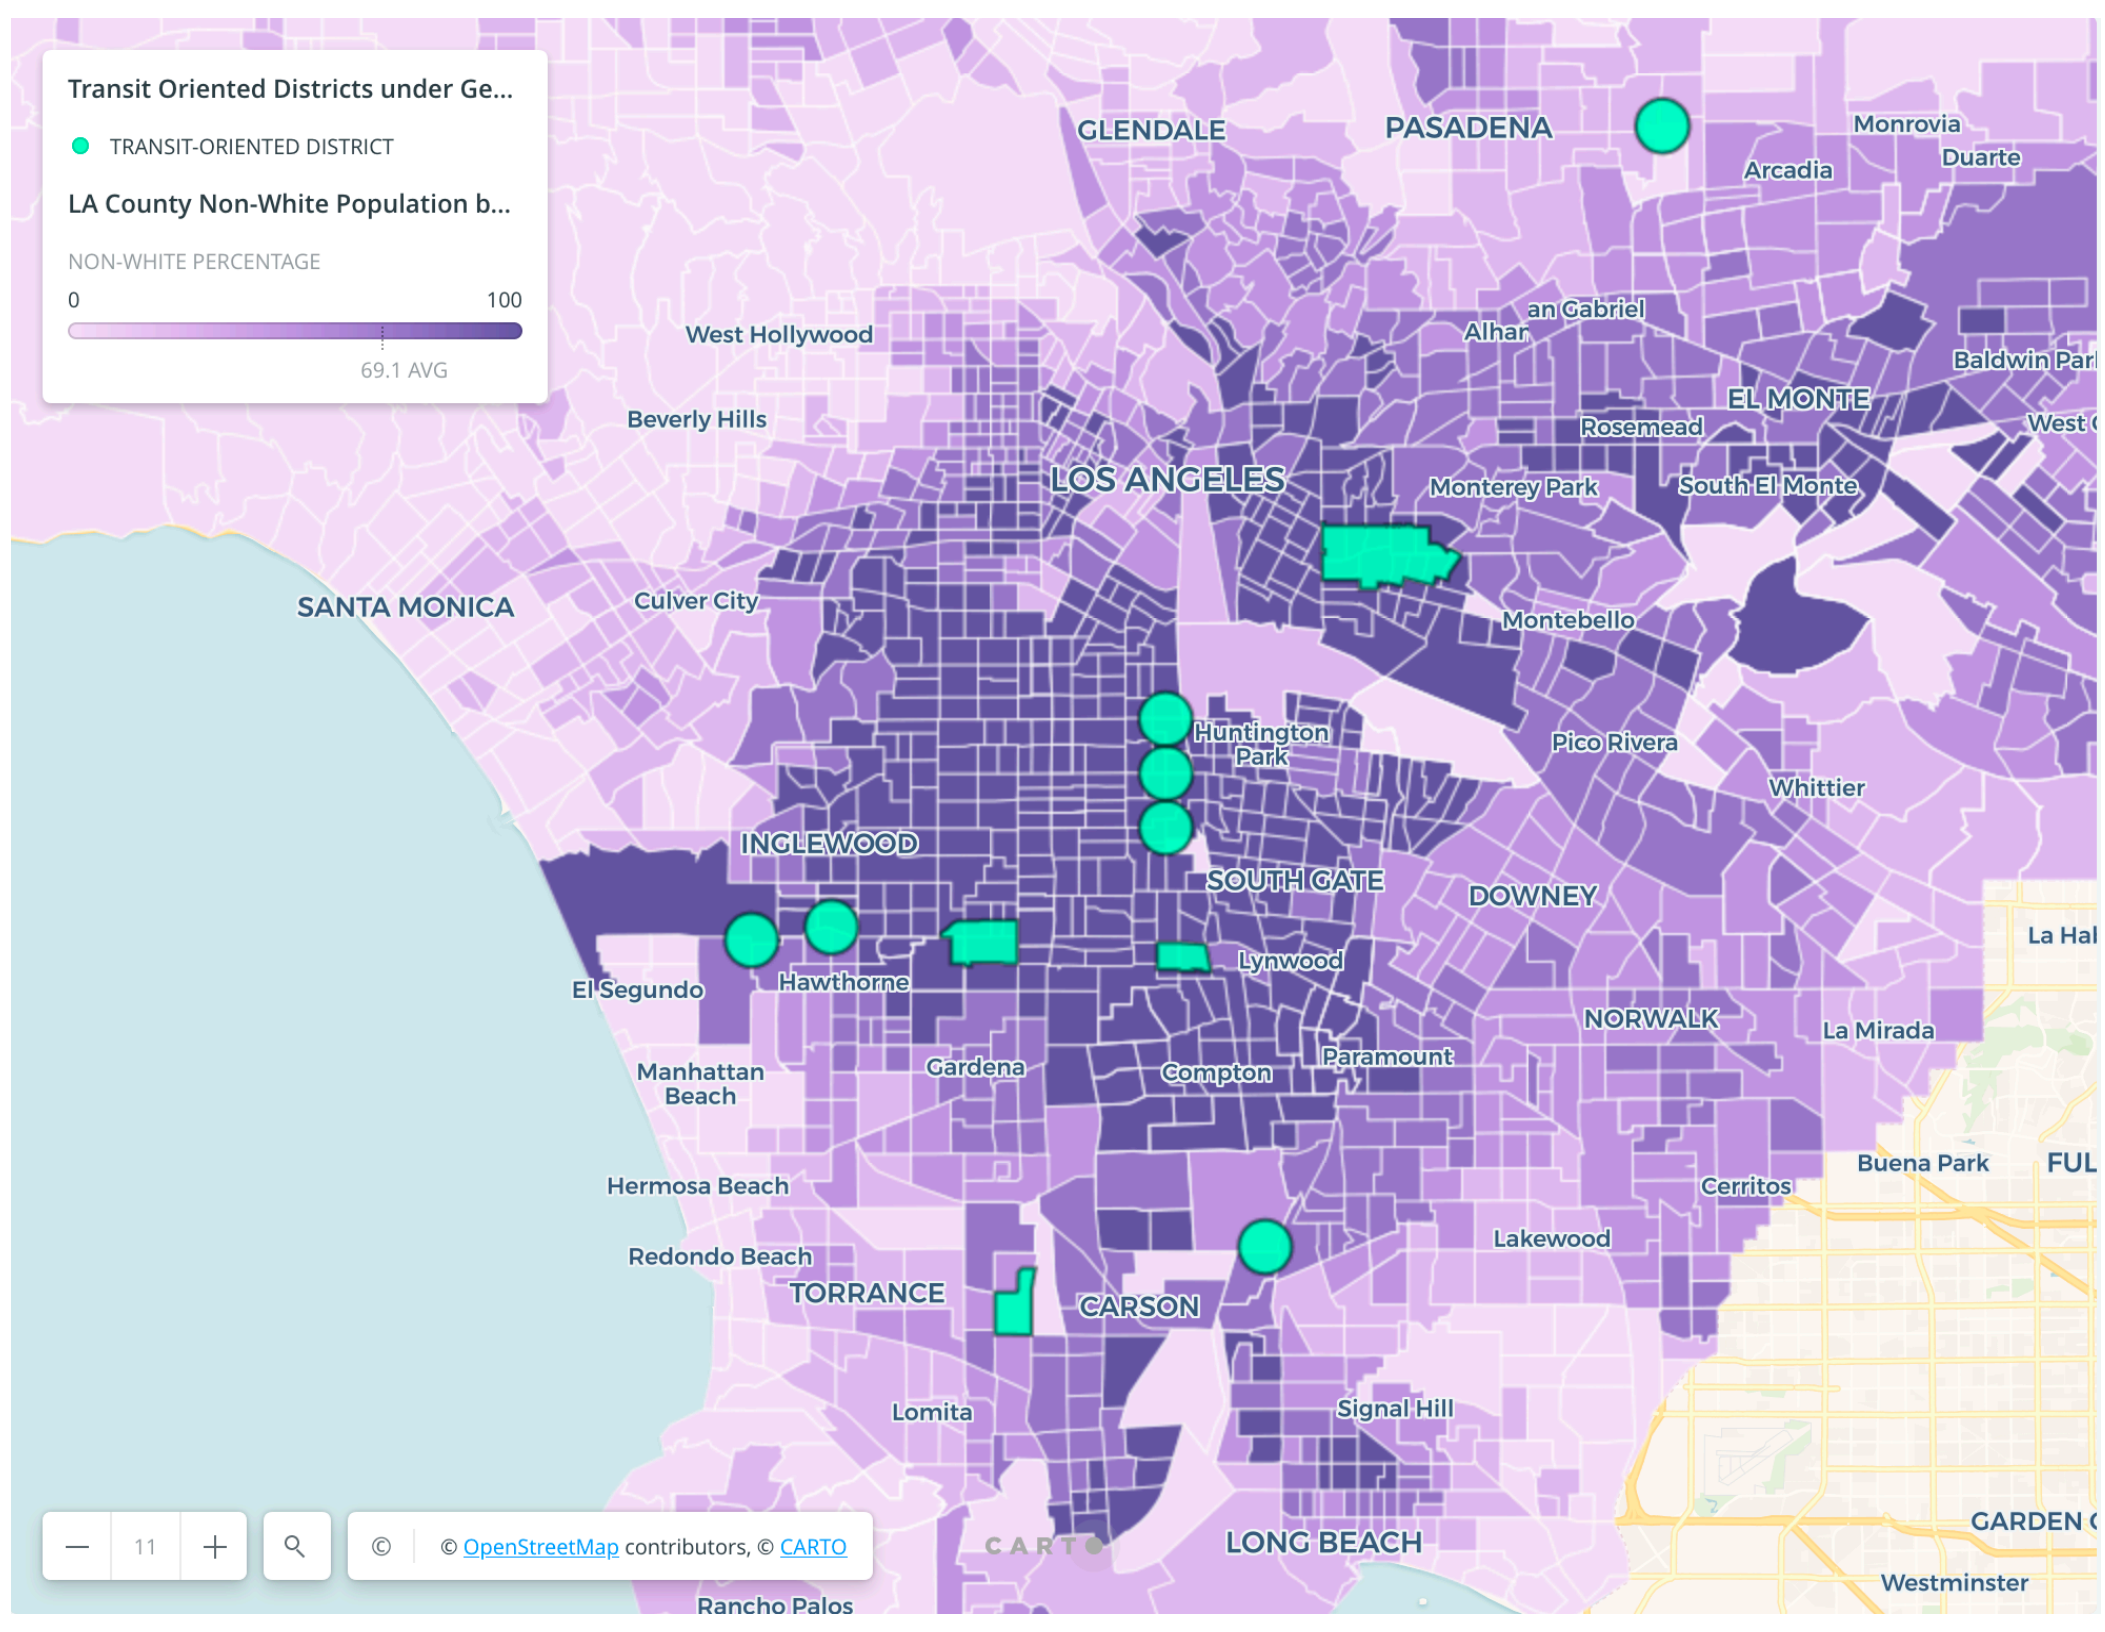 Transit Oriented Districts under Ge...
TRANSIT-ORIENTED DISTRICT
LA County Non-White Population b...
NON-WHITE PERCENTAGE
0 100
69.1 AVG
GLENDALE
PASADENA
Monrovia
Duarte
Arcadia
an Gabriel
Alhar
West Hollywood
Baldwin Par
EL MONTE
Beverly Hills
Rosemead
West
LOS ANGELES
Monterey Park
South El Monte
SANTA MONICA
Culver City
Montebello
Huntington
Park
Pico Rivera
Whittier
INGLEWOOD
SOUTH GATE
DOWNEY
La Ha
El Segundo
Hawthorne
Lynwood
NORWALK
La Mirada
Manhattan
Beach
Gardena
Compton
Paramount
Buena Park
FUL
Hermosa Beach
Cerritos
Redondo Beach
Lakewood
TORRANCE
CARSON
Lomita
Signal Hill
GARDEN
LONG BEACH
Westminster
Rancho Palos
11
© © OpenStreetMap contributors, © CARTO
CARTO